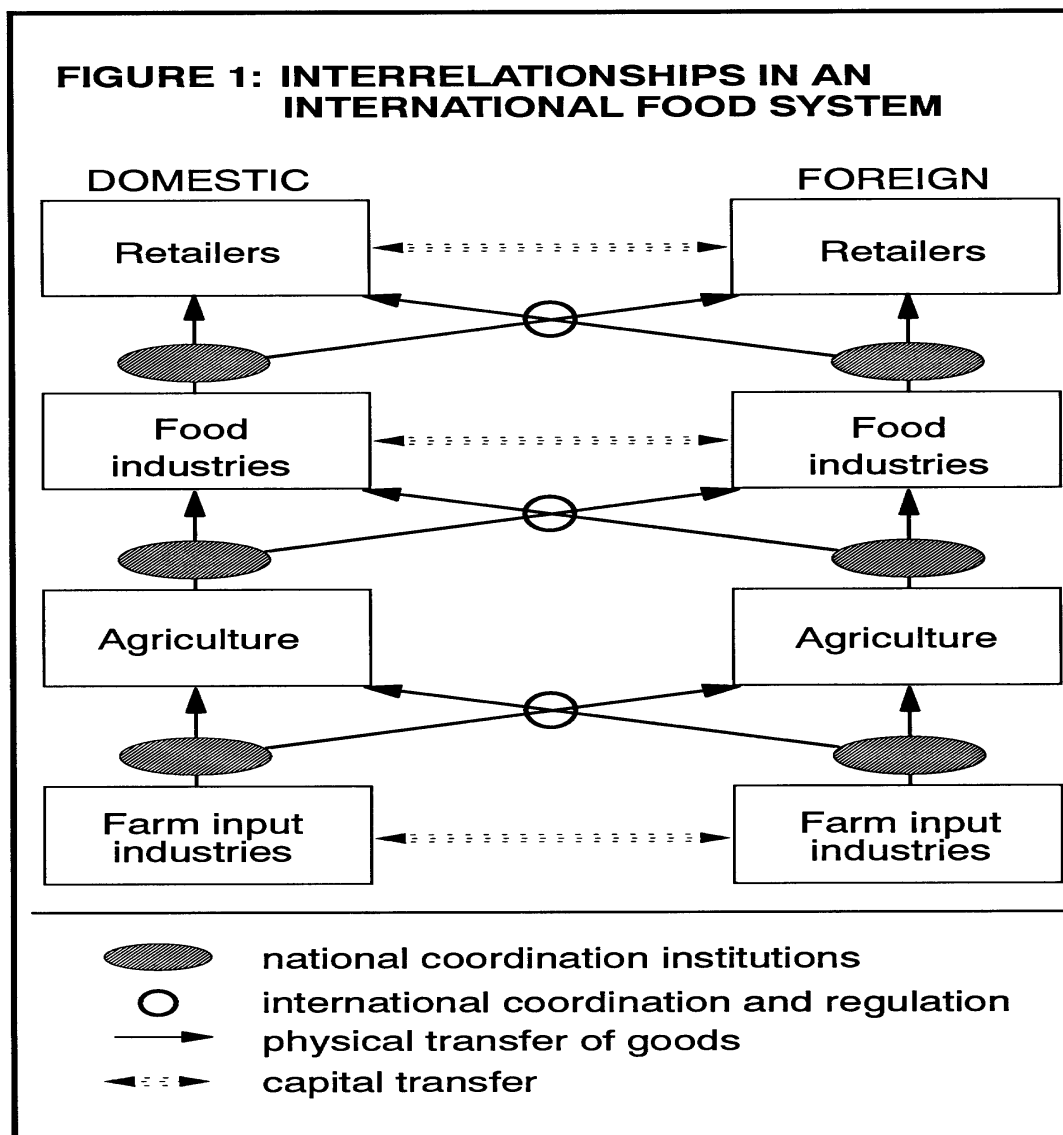 FIGURE 1: INTERRELATIONSHIPS IN AN
INTERNATIONAL FOOD SYSTEM
DOMESTIC
FOREIGN
Retailers
Retailers
Food
industries
Food
industries
Agriculture
Agriculture
Farm input
industries
Farm input
industries
national coordination institutions
international coordination and regulation
physical transfer of goods
capital transfer